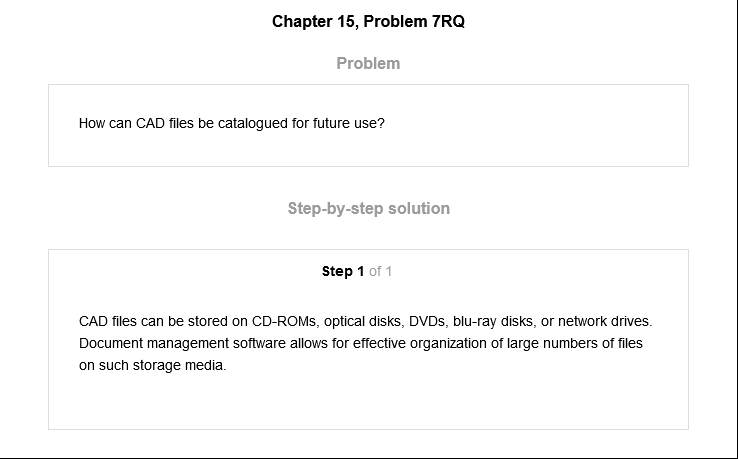 Chapter 15, Problem 7RQ
Problem
How can CAD files be catalogued for future use?
Step-by-step solution
Step 1 of 1
CAD files can be stored on CD-ROMs, optical disks, DVDs, blu-ray disks, or network drives.
Document management software allows for effective organization of large numbers of files
on such storage media.